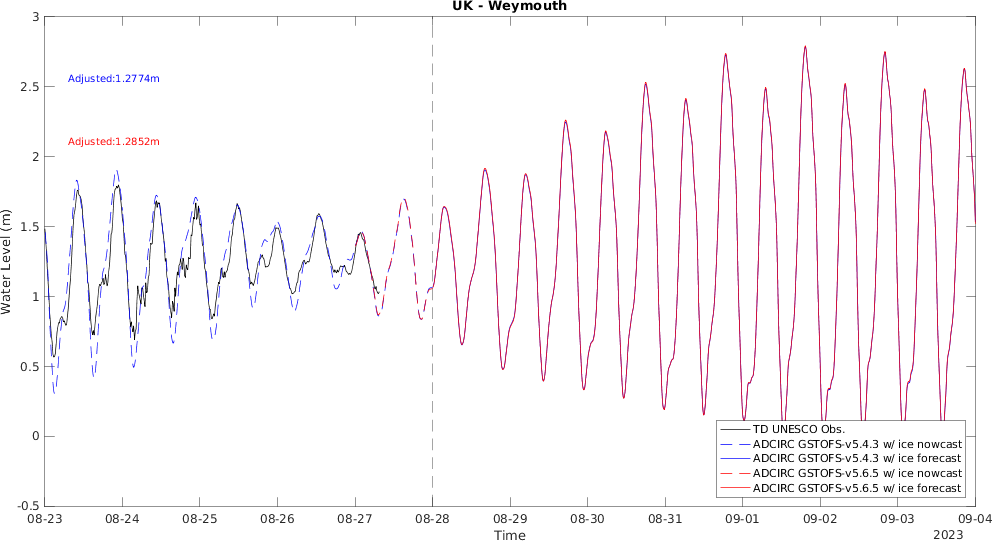 UK - Weymouth
3
2.5
2
1.5
1
0.5
0
-0.5
Water Level (m)
Adjusted:1.2774m
Adjusted:1.2852m
TD UNESCO Obs.
ADCIRC GSTOFS-v5.4.3 w/ ice nowcast
ADCIRC GSTOFS-v5.4.3 w/ ice forecast
ADCIRC GSTOFS-v5.6.5 w/ ice nowcast
ADCIRC GSTOFS-v5.6.5 w/ ice forecast
08-23 08-24 08-25 08-26 08-27 08-28 08-29 08-30 08-31 09-01 09-02 09-03 09-04
Time
2023